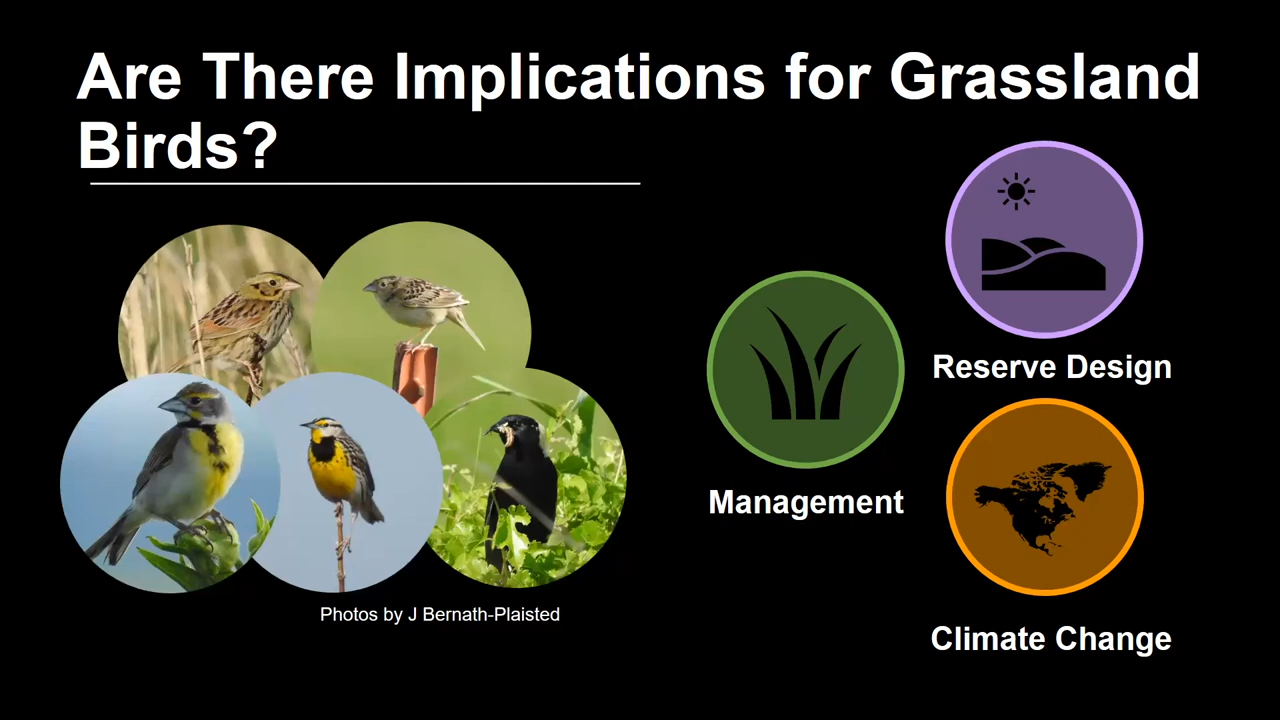 Are There Implications for Grassland
Birds?
Reserve Design
Management
Photos by J Bernath-Plaisted
Climate Change